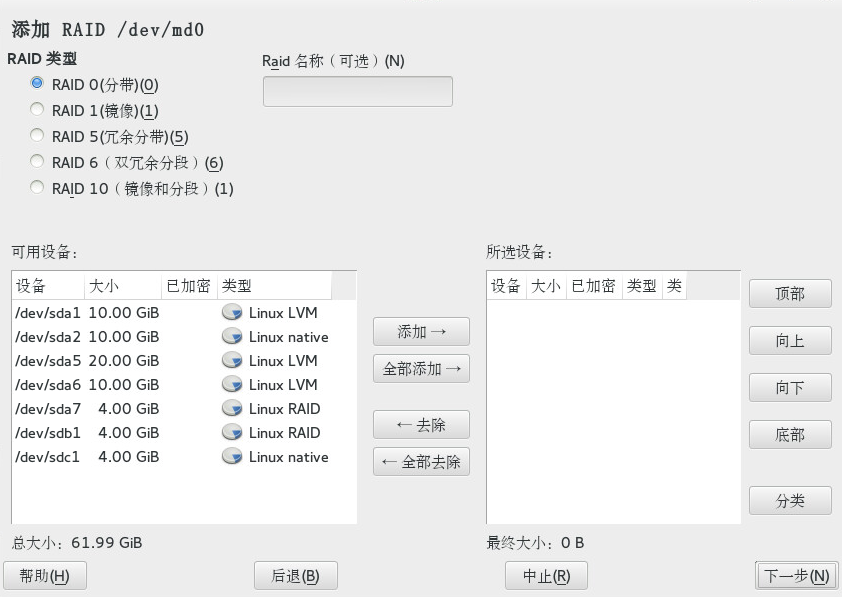 添加 RAID /dev/md0
RAID 类型
Raid 名称（可选）(N)
RAID 0(分带)(0)
RAID 1(镜像)(1)
RAID 5(冗余分带)(5)
RAID 6（双冗余分段）(6)
RAID 10（镜像和分段）(1)
可用设备：
设备 大小 已加密 类型
/dev/sda1 10.00 GiB Linux LVM
/dev/sda2 10.00 GiB Linux native
/dev/sda5 20.00 GiB Linux LVM
/dev/sda6 10.00 GiB Linux LVM
/dev/sda7 4.00 GiB Linux RAID
/dev/sdb1 4.00 GiB Linux RAID
/dev/sdc1 4.00 GiB Linux native
总大小：61.99 GiB
添加→
全部添加→
←去除
←全部去除
所选设备：
设备 大小 已加密 类型 类
最终大小：0 B
顶部
向上
向下
底部
分类
帮助(H) 后退(B) 中止(R) 下一步(N)